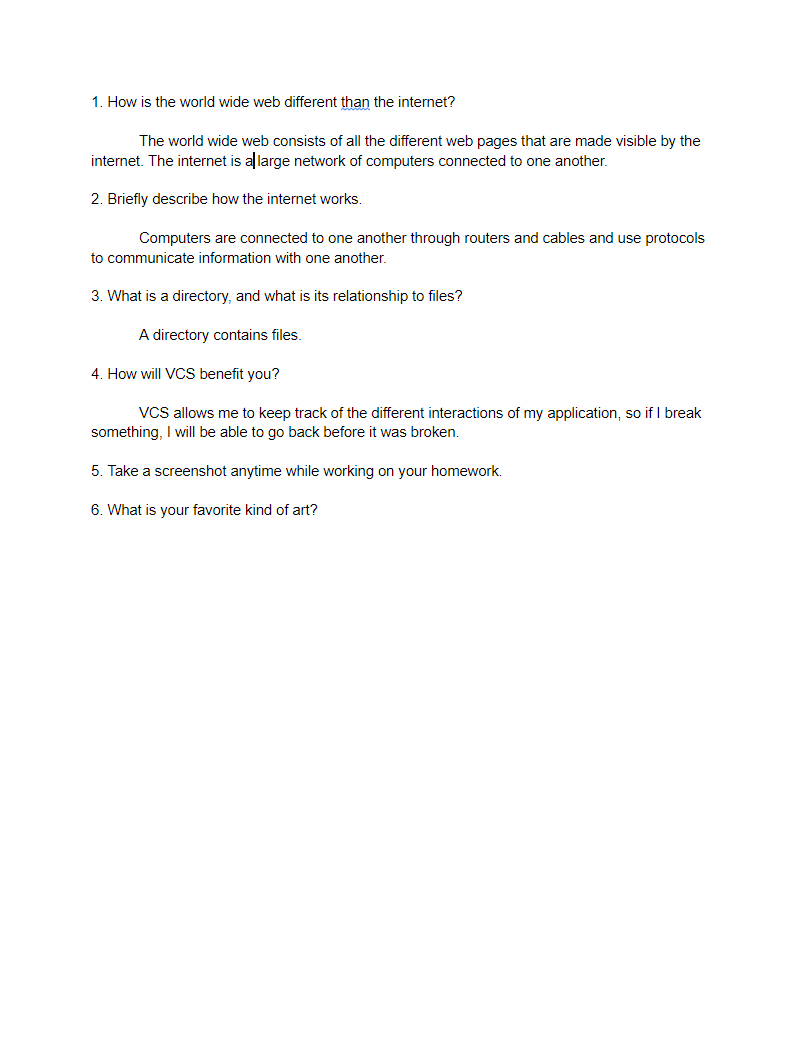 1. How is the world wide web different than the internet?
The world wide web consists of all the different web pages that are made visible by the
internet. The internet is a large network of computers connected to one another.
2. Briefly describe how the internet works.
Computers are connected to one another through routers and cables and use protocols
to communicate information with one another.
3. What is a directory, and what is its relationship to files?
A directory contains files.
4. How will VCS benefit you?
VCS allows me to keep track of the different interactions of my application, so if I break
something, I will be able to go back before it was broken.
5. Take a screenshot anytime while working on your homework.
6. What is your favorite kind of art?